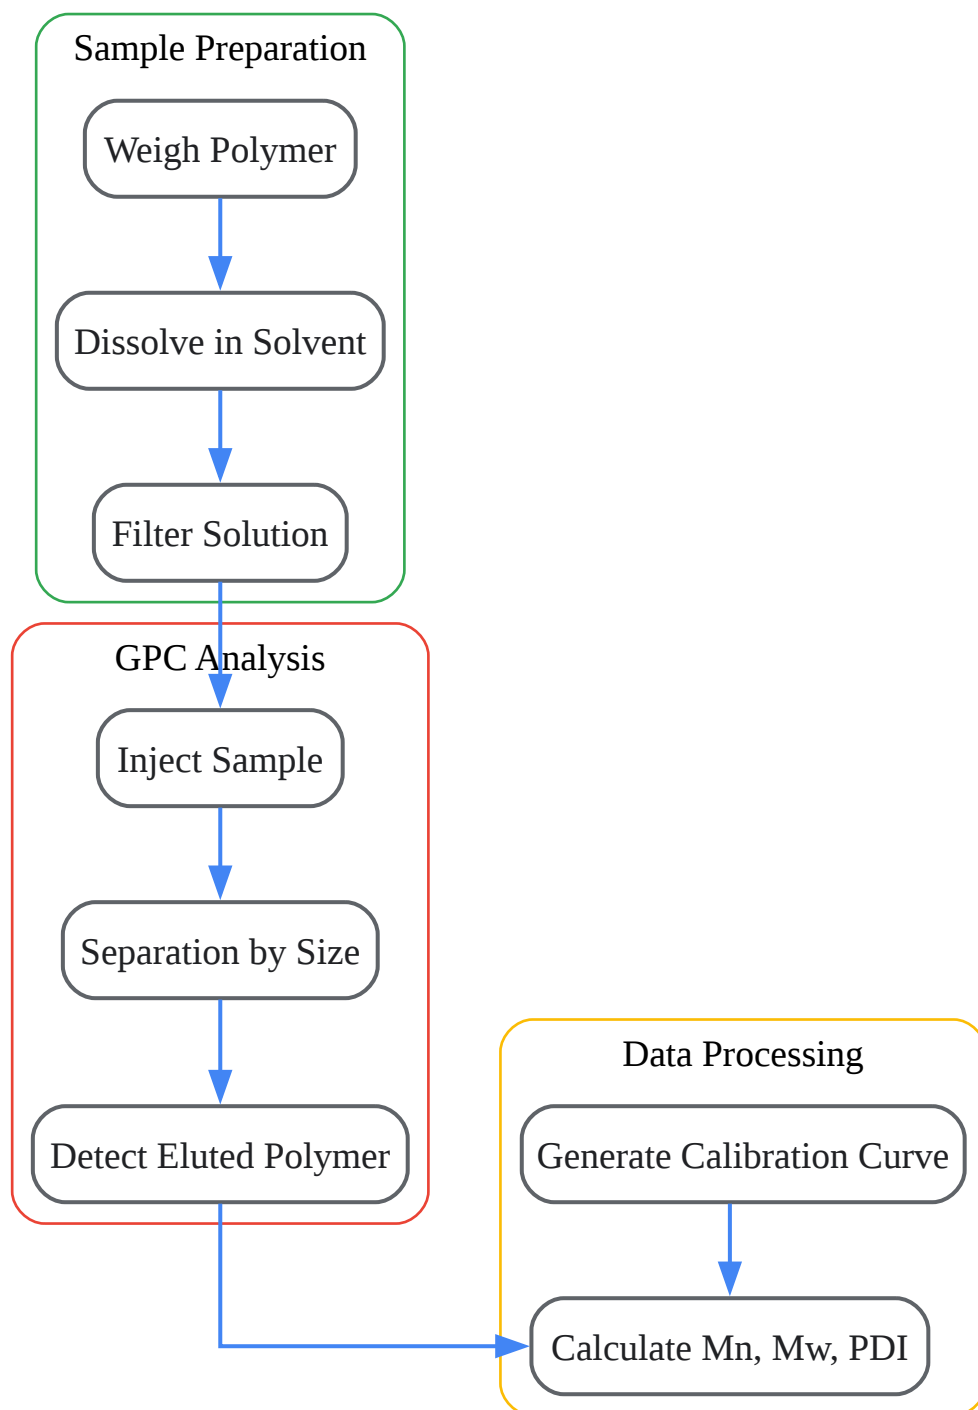 Sample Preparation
Weigh Polymer
Dissolve in Solvent
Filter Solution
GPC Analysis
Inject Sample
Separation by Size
Detect Eluted Polymer
Data Processing
Generate Calibration Curve
Calculate Mn, Mw, PDI